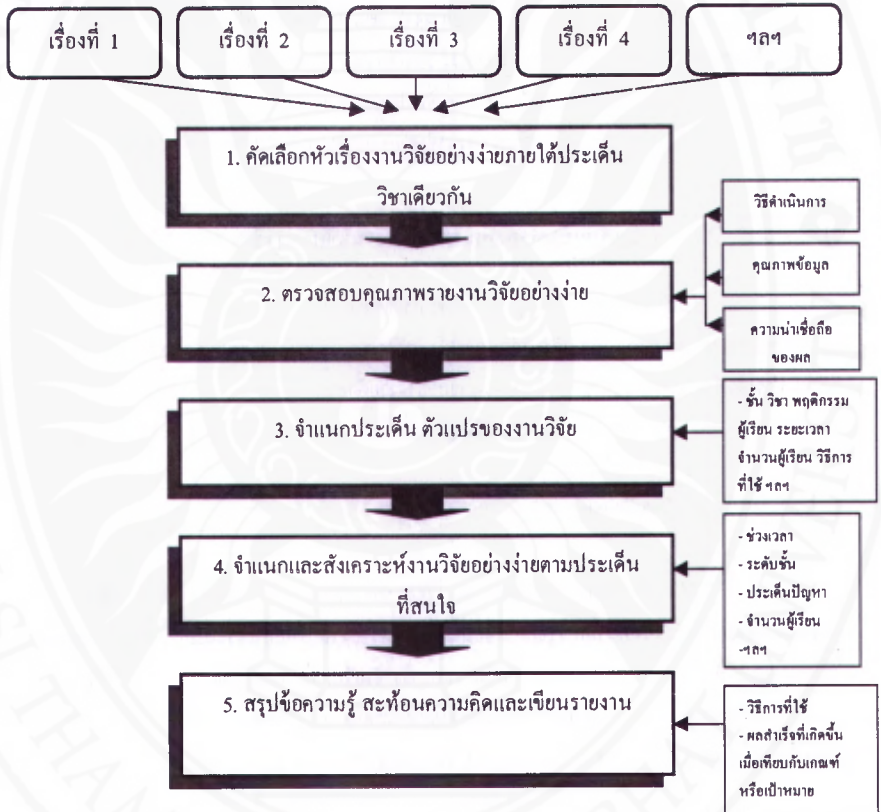 เรื่องที่ 1
เรื่องที่ 2
เรื่องที่ 3
เรื่องที่ 4
ฯลฯ
1. คัดเลือกหัวเรื่องงานวิจัยอย่างง่ายภายใต้ประเด็น
วิชาเดียวกัน
2. ตรวจสอบคุณภาพรายงานวิจัยอย่างง่าย
วิธีดำเนินการ
คุณภาพข้อมูล
ความน่าเชื่อถือ
ของผล
3. จำแนกประเด็น ตัวแปรของงานวิจัย
- ชั้น วิชา พฤติกรรม
ผู้เรียน ระยะเวลา
จำนวนผู้เรียน วิธีการ
ที่ใช้ ฯลฯ
4. จำแนกและสังเคราะห์งานวิจัยอย่างง่ายตามประเด็น
ที่สนใจ
- ช่วงเวลา
- ระดับชั้น
- ประเด็นปัญหา
- จำนวนผู้เรียน
-ฯลฯ
5. สรุปข้อความรู้ สะท้อนความคิดและเขียนรายงาน
- วิธีการที่ใช้
- ผลสำเร็จที่เกิดขึ้น
เมื่อเทียบกับเกณฑ์
หรือเป้าหมาย